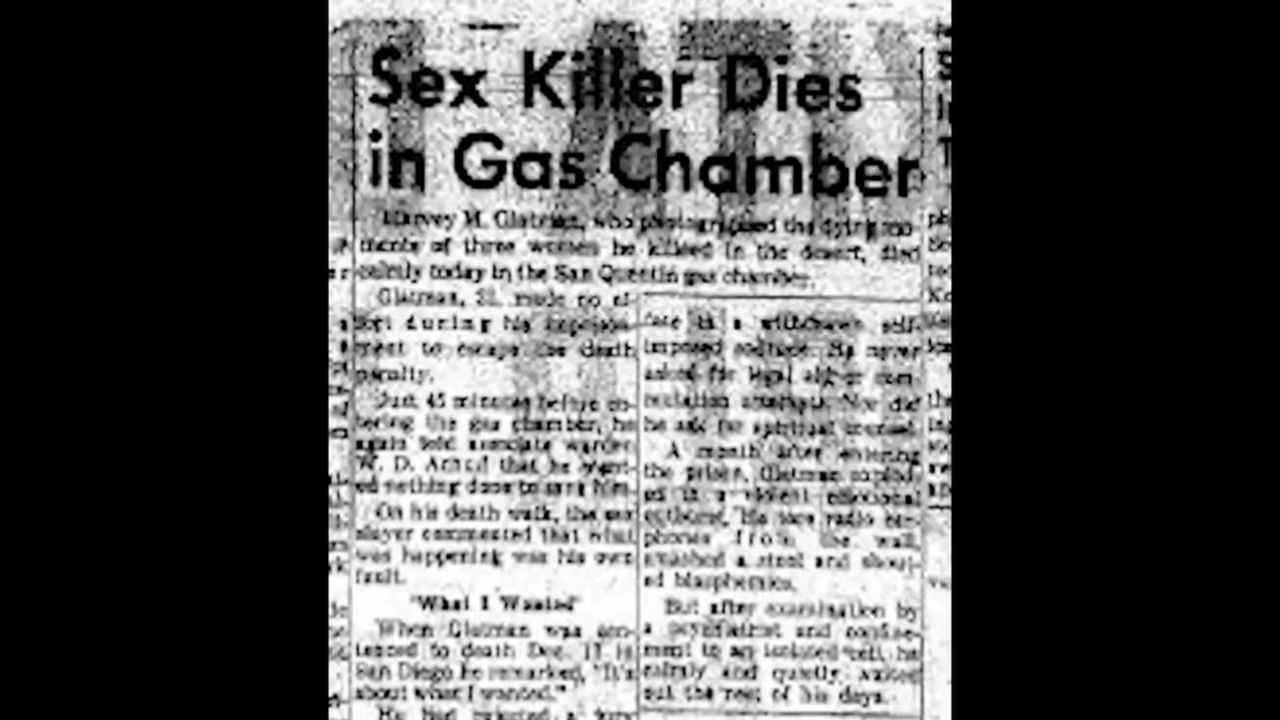 Sex Killer Dies
in Gas Chamber
Harvey M. Glatman, who photographed the dying mo-
ments of three women he killed in the desert, died
calmly today in the San Quentin gas chamber.
Glatman, 31, made no ef-
fort during his imprison-
ment to escape the death
penalty.
Just 45 minutes before en-
tering the gas chamber, he
again told associate warden
W. D. that he want-
ed nothing done to save him.
On his death walk, the sex
slayer commented that what
was happening was his own
fault.
"What I Wanted"
When Glatman was sen-
tenced to death Dec. 17 in
San Diego he remarked, "It's
about what I wanted."
He had a
fate in a withdrawn self-
imposed solitude. He never
asked for legal aid or com-
mutation attempts. Nor did
he ask for spiritual counsel.
A month after entering
the prison, Glatman explod-
ed in a violent emotional
outburst. He tore radio ear-
phones from the wall,
smashed a stool and shout-
ed blasphemies.
But after examination by
a psychiatrist and confine-
ment to an isolated cell, he
calmly and quietly waited
out the rest of his days.